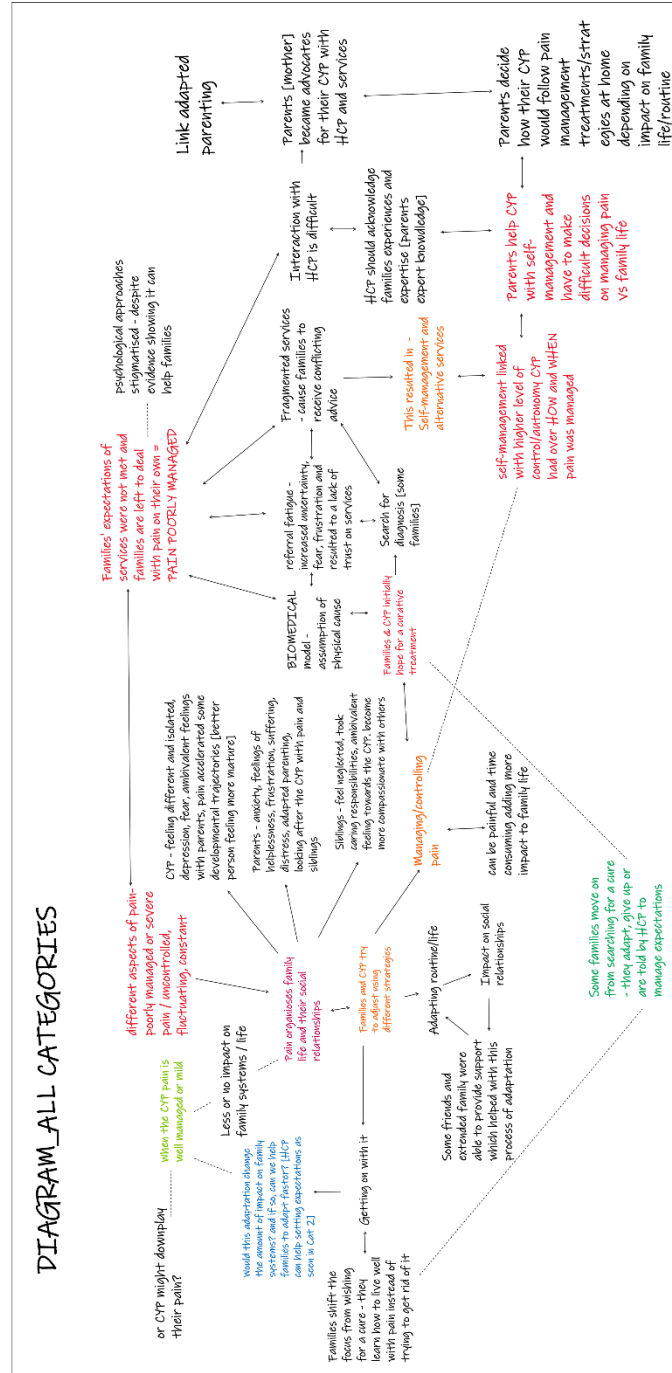 DIAGRAM_ALL CATEGORIES
or CYP might downplay
their pain?
when the CYP pain is
well managed or mild
different aspects of pain-
poorly managed or severe
pain / uncontrolled,
fluctuating, constant
Families' expectations of
services were not met and
families are left to deal
with pain on their own =
PAIN POORLY MANAGED
psychological approaches
stigmatised - despite
evidence showing it can
help families
Link adapted
parenting
Would this adaptation change
the amount of impact on family
systems? and if so, can we help
families to adapt faster? [HCP
can help setting expectations as
seen in Cat 2]
Less or no impact on
family systems / life
Pain organioses family
life and their social
relationships
CYP - feeling different and isolated,
depression, fear, ambivalent feelings
with parents, pain accelerated some
developmental trajectories [better
person feeling more mature]
Parents - anxiety, feelings of
helplessness, frustration, suffering,
distress, adapted parenting,
looking after the CYP with pain and
siblings
Siblings - feel neglected, took
caring responsibilities, ambivalent
feeling towards the CYP, become
more compassionate with others
BIOMEDICAL
model -
assumption of
physical cause
referral fatigue -
increased uncertainty,
fear, frustration and
resulted to a lack of
trust on services
Fragmented services
- cause families to
receive conflicting
advice
Interaction with
HCP is difficult
Parents [mother]
became advocates
for their CYP with
HCP and services
Families shift the
focus from wishing
for a cure - they
learn how to live well
with pain instead of
trying to get rid of it
Getting on with it
Families and CYP try
to adjust using
different strategies
Managing/controlling
pain
Families & CYP initially
hope for a curative
treatment
Search for
diagnosis [some
families]
This resulted in -
Self-management and
alternative services
HCP should acknowledge
families experiences and
expertise [parents
expert knowldedge]
Adapting routine/life
Some friends and
extended family were
able to provide support
which helped with this
process of adaptation
Impact on social
relationships
can be painful and time
consuming adding more
impact to family life
self-management linked
with higher level of
control/autonomy CYP
had over HOW and WHEN
pain was managed
Parents help CYP
with self-
management and
have to make
difficult decisions
on managing pain
vs family life
Parents decide
how their CYP
would follow pain
management
treatments/strat
egies at home
depending on
impact on family
life/routine
Some families move on
from searching for a cure
- they adapt, give up or
are told by HCP to
manage expectations